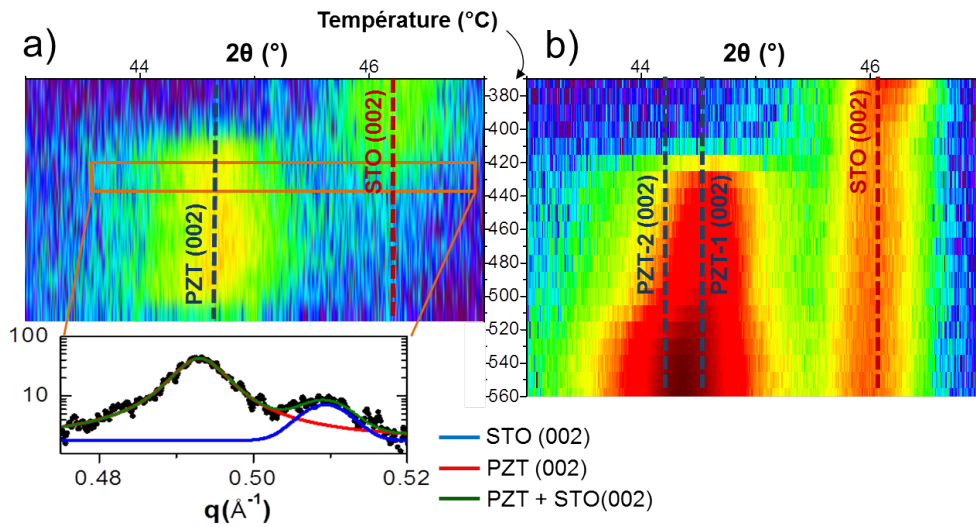 Température (°C)
a)
44
2θ (°)
46
b)
44
2θ (°)
46
PZT (002)
STO (002)
PZT-2 (002)
PZT-1 (002)
STO (002)
380
400
420
460
500
490
520
540
560
100
10
0.48
0.50
0.52
q(Å⁻¹)
STO (002)
PZT (002)
PZT + STO(002)